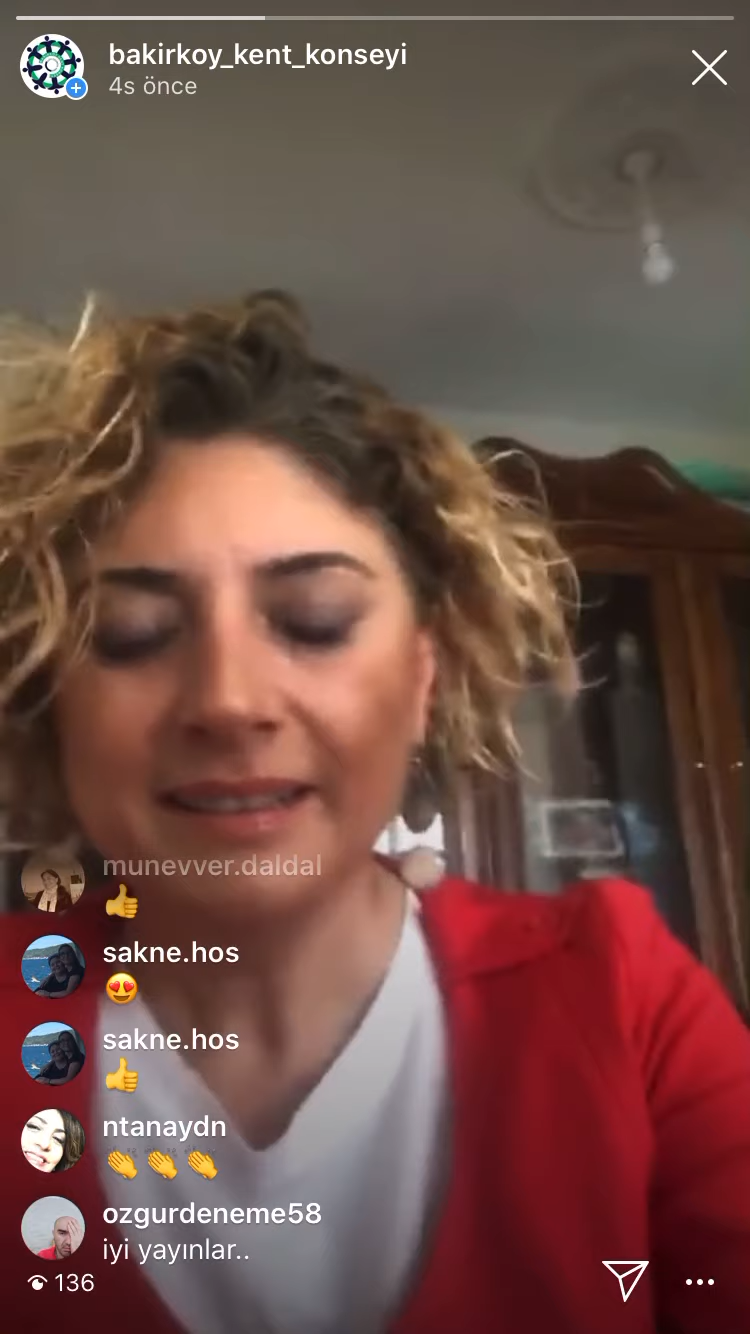 bakirkoy_kent_konseyi
4s önce
munevver.daldal
👍
sakne.hos
😍
sakne.hos
👍
ntanaydn
👏👏👏
ozgurdeneme58
iyi yayınlar..
136